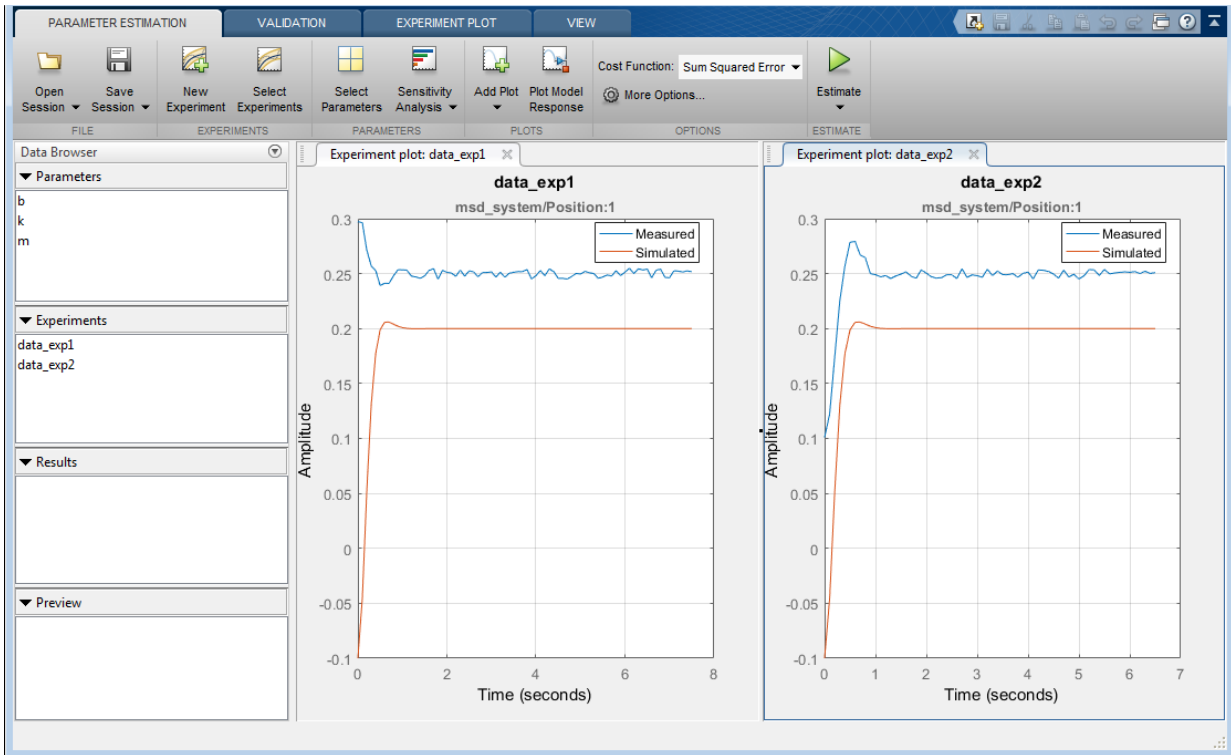 PARAMETER ESTIMATION VALIDATION EXPERIMENT PLOT VIEW
Open Session
Save Session
New Experiment
Select Experiments
Select Parameters
Sensitivity Analysis
Add Plot
Plot Model Response
Cost Function: Sum Squared Error
More Options...
Estimate
FILE EXPERIMENTS PARAMETERS PLOTS OPTIONS ESTIMATE
Data Browser
Parameters
b
k
m
Experiments
data_exp1
data_exp2
Results
Preview
Experiment plot: data_exp1
data_exp1
msd_system/Position:1
Measured
Simulated
0.3
0.25
0.2
0.15
0.1
0.05
0
-0.05
-0.1
Amplitude
0 2 4 6 8
Time (seconds)
Experiment plot: data_exp2
data_exp2
msd_system/Position:1
Measured
Simulated
0.3
0.25
0.2
0.15
0.1
0.05
0
-0.05
-0.1
Amplitude
0 1 2 3 4 5 6 7
Time (seconds)